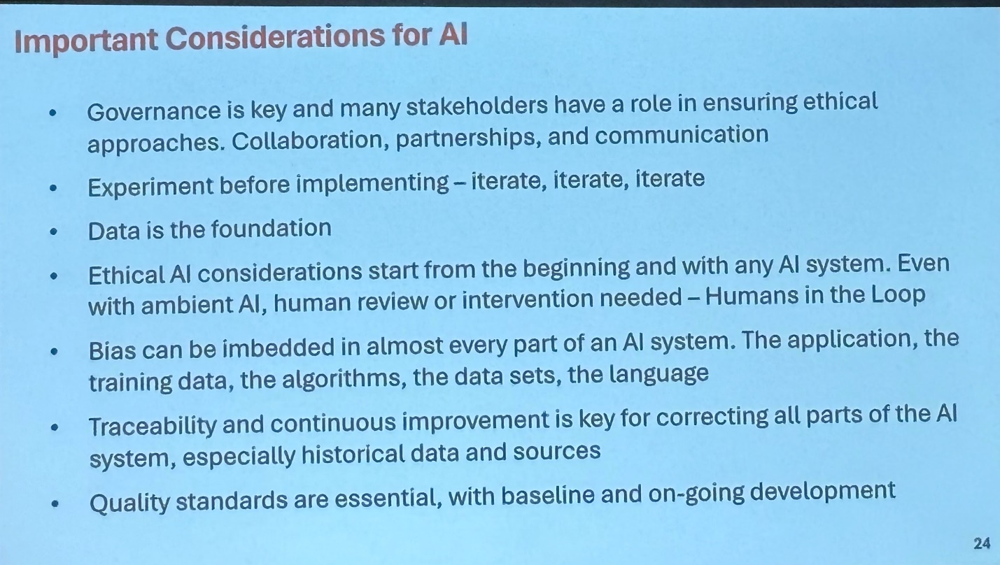 Important Considerations for AI
• Governance is key and many stakeholders have a role in ensuring ethical
approaches. Collaboration, partnerships, and communication
• Experiment before implementing – iterate, iterate, iterate
• Data is the foundation
• Ethical AI considerations start from the beginning and with any AI system. Even
with ambient AI, human review or intervention needed – Humans in the Loop
• Bias can be imbedded in almost every part of an AI system. The application, the
training data, the algorithms, the data sets, the language
• Traceability and continuous improvement is key for correcting all parts of the AI
system, especially historical data and sources
• Quality standards are essential, with baseline and on-going development
24